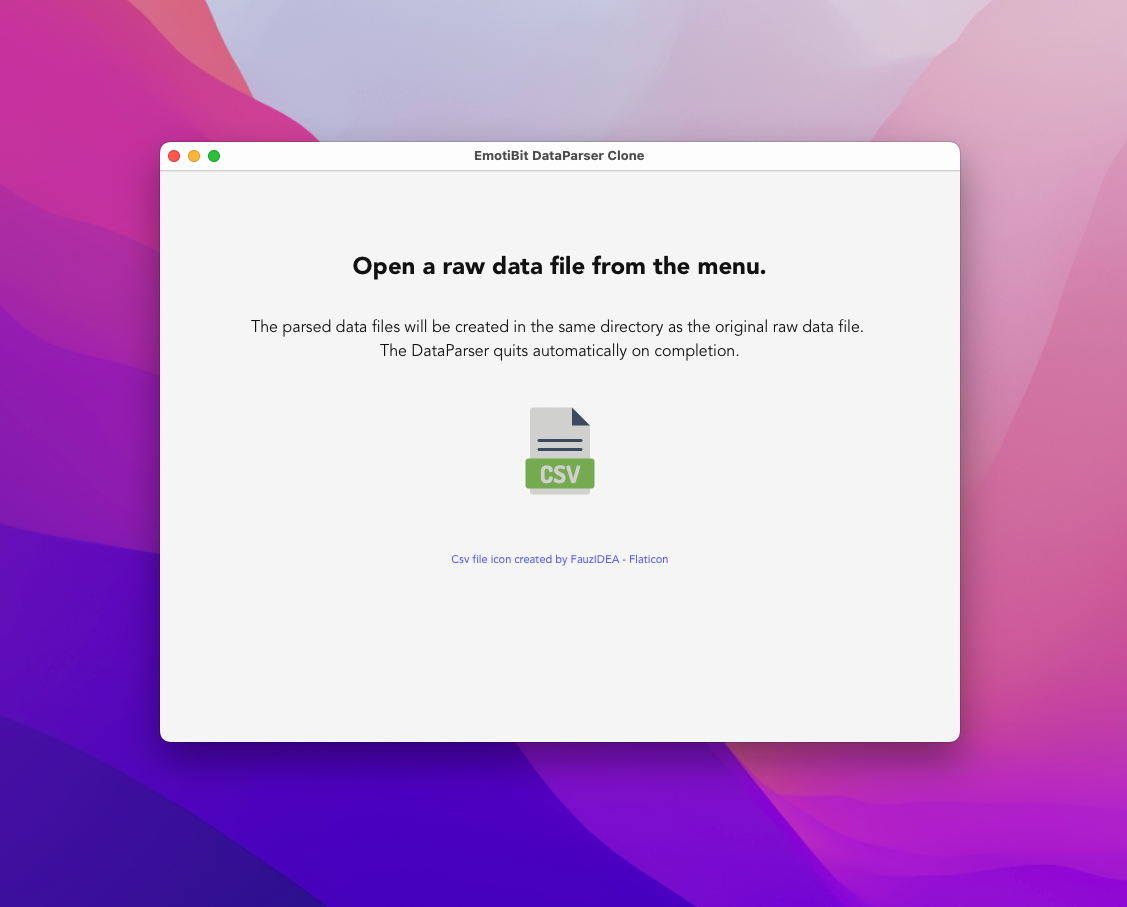 EmotiBit DataParser Clone
Open a raw data file from the menu.
The parsed data files will be created in the same directory as the original raw data file.
The DataParser quits automatically on completion.
CSV
Csv file icon created by FauzIDEA - Flaticon